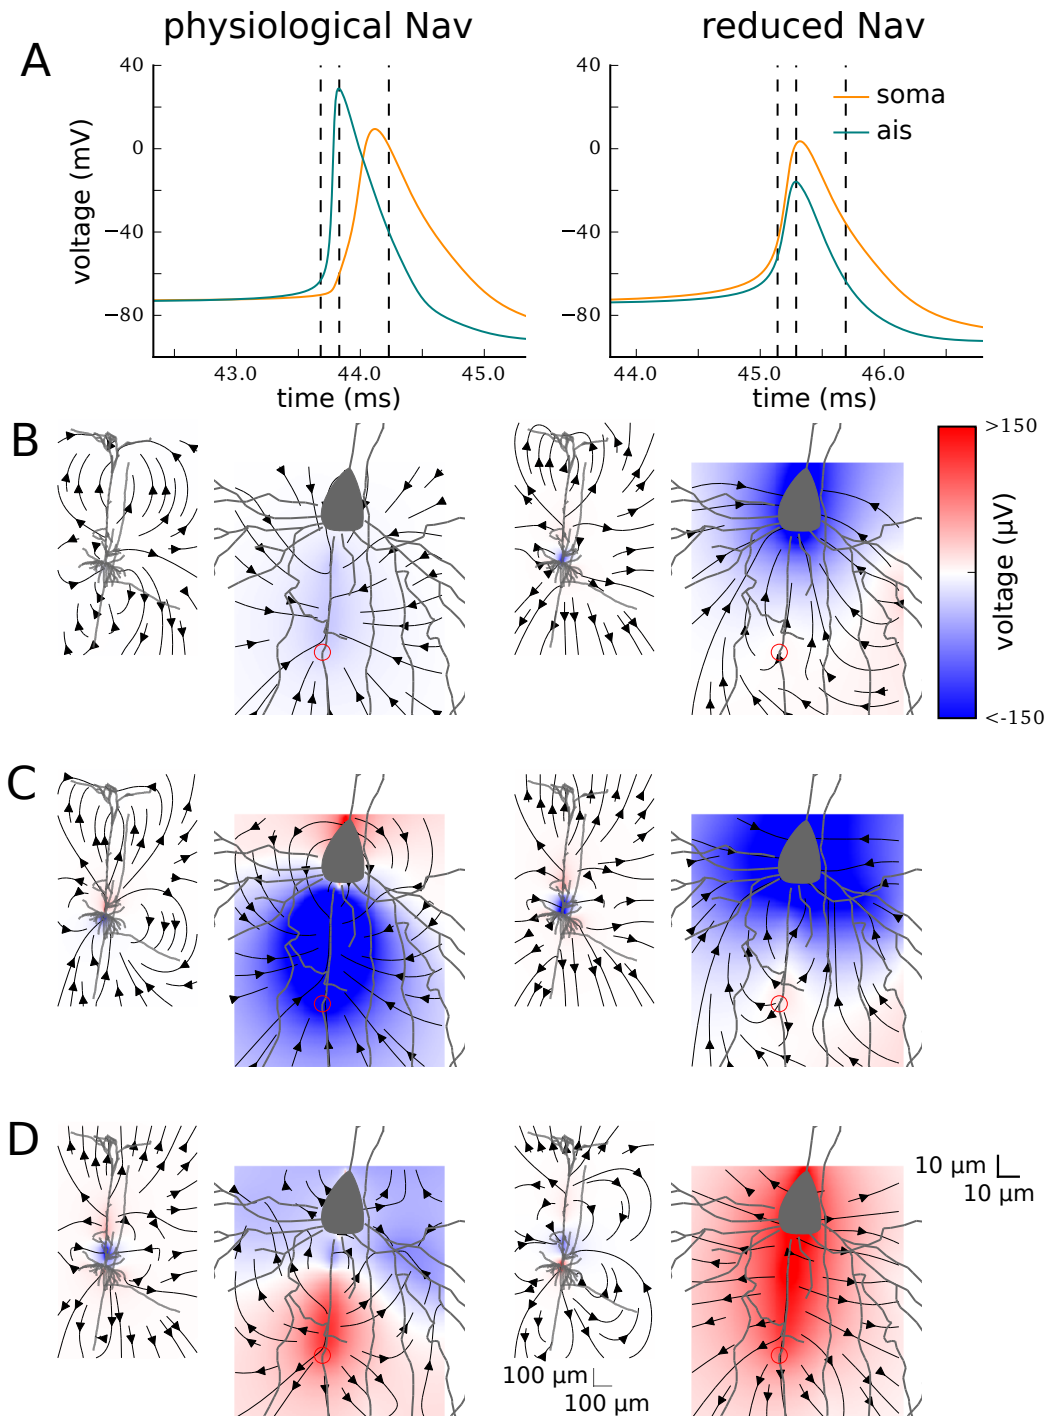 physiological Nav
reduced Nav
A
40
0
−40
−80
voltage (mV)
43.0
44.0
45.0
time (ms)
40
0
−40
−80
44.0
45.0
46.0
time (ms)
soma
ais
B
>150
<-150
voltage (µV)
C
D
10 µm
10 µm
100 µm
100 µm